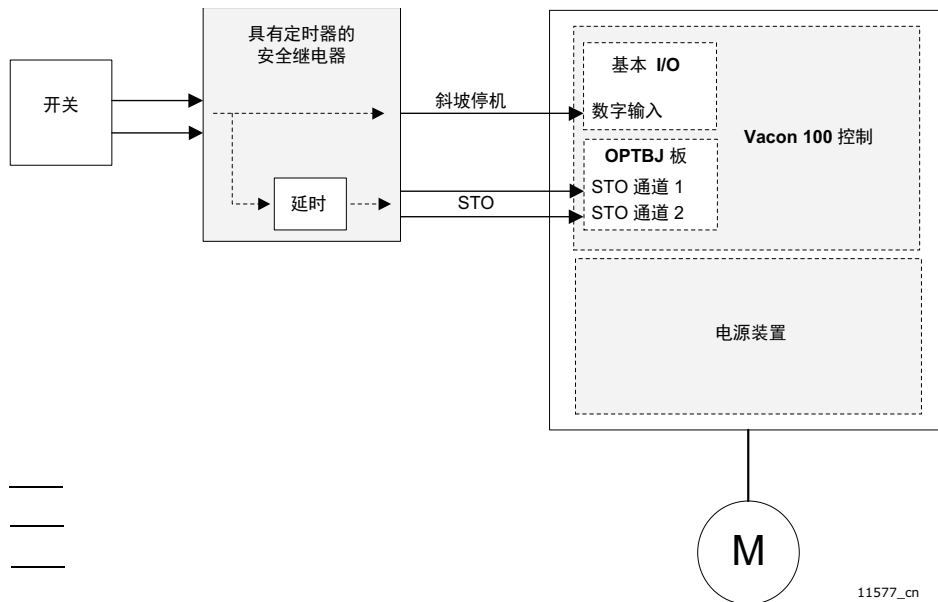 具有定时器的
安全继电器
开关
延时
斜坡停机
STO
基本 I/O
数字输入
OPTBJ 板
STO 通道 1
STO 通道 2
Vacon 100 控制
电源装置
M
11577_cn